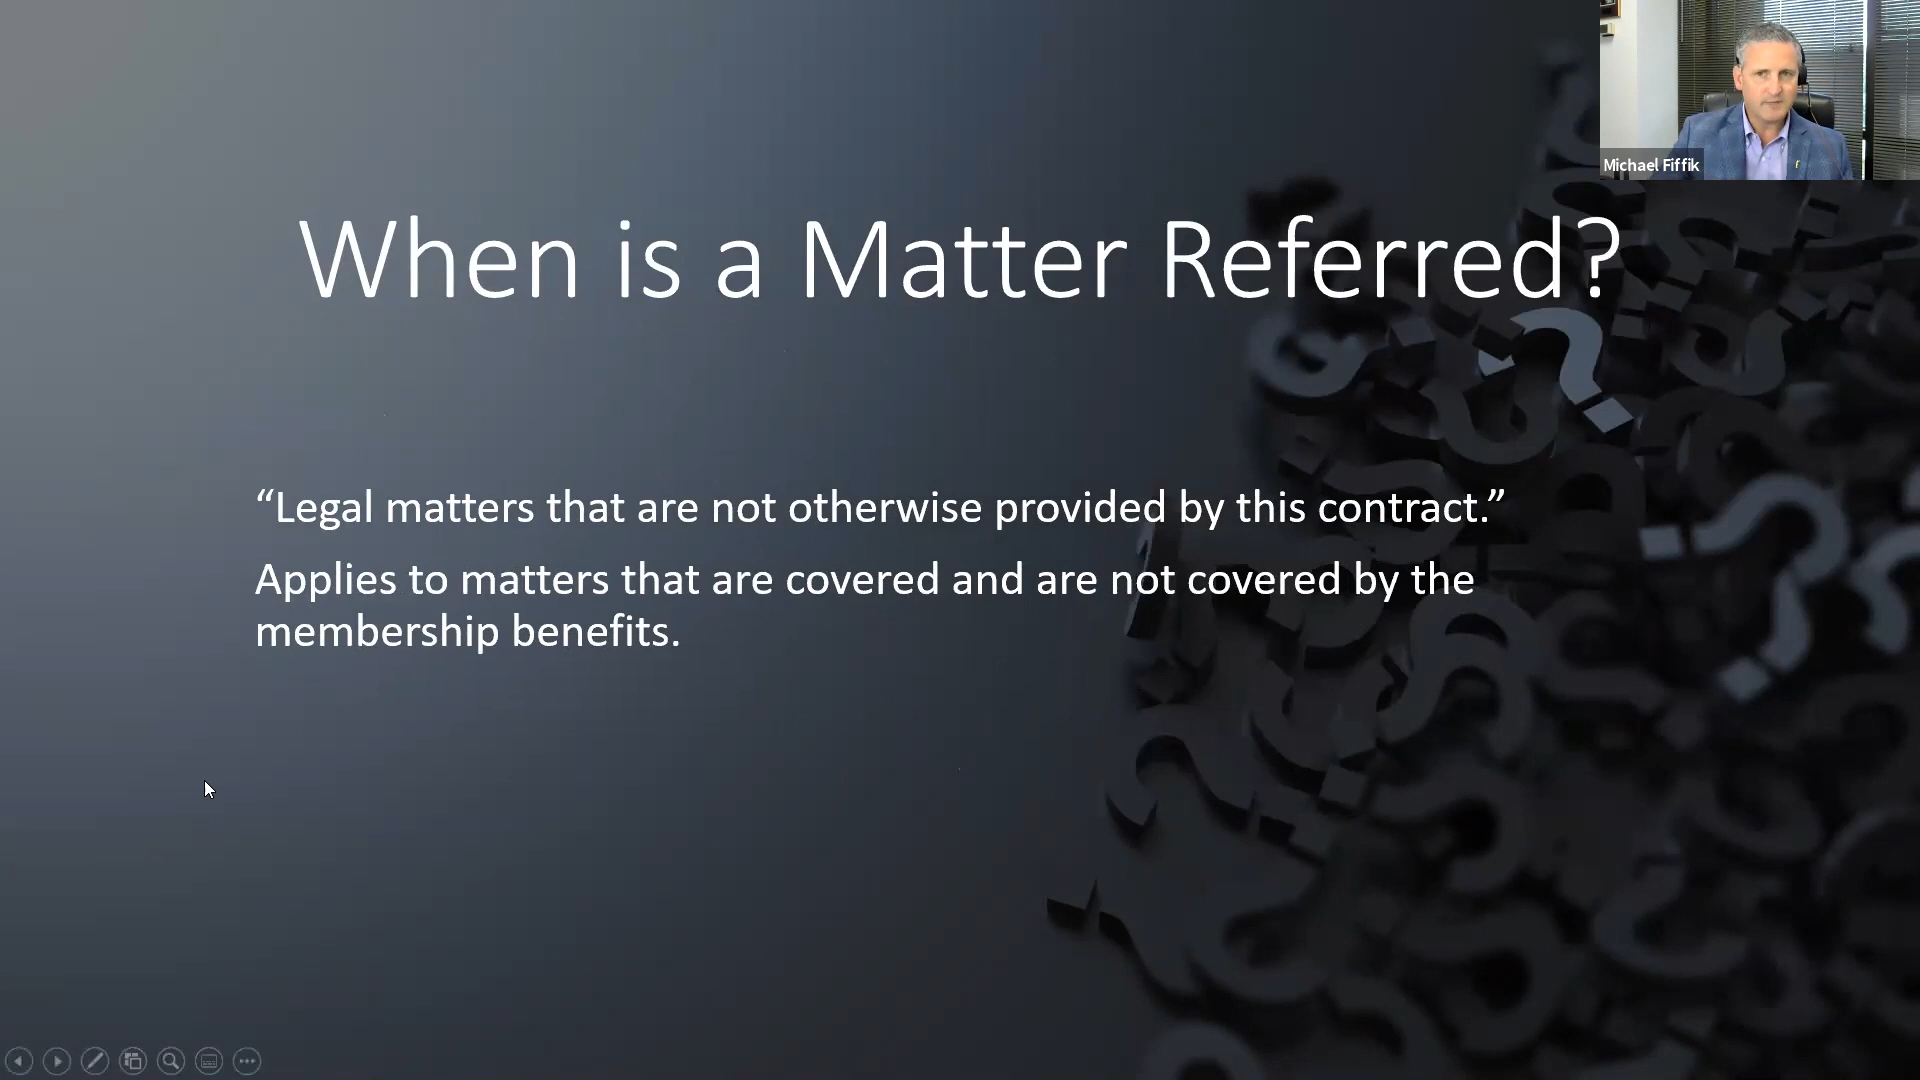 Michael Fiffik
When is a Matter Referred?
“Legal matters that are not otherwise provided by this contract.”
Applies to matters that are covered and are not covered by the
membership benefits.